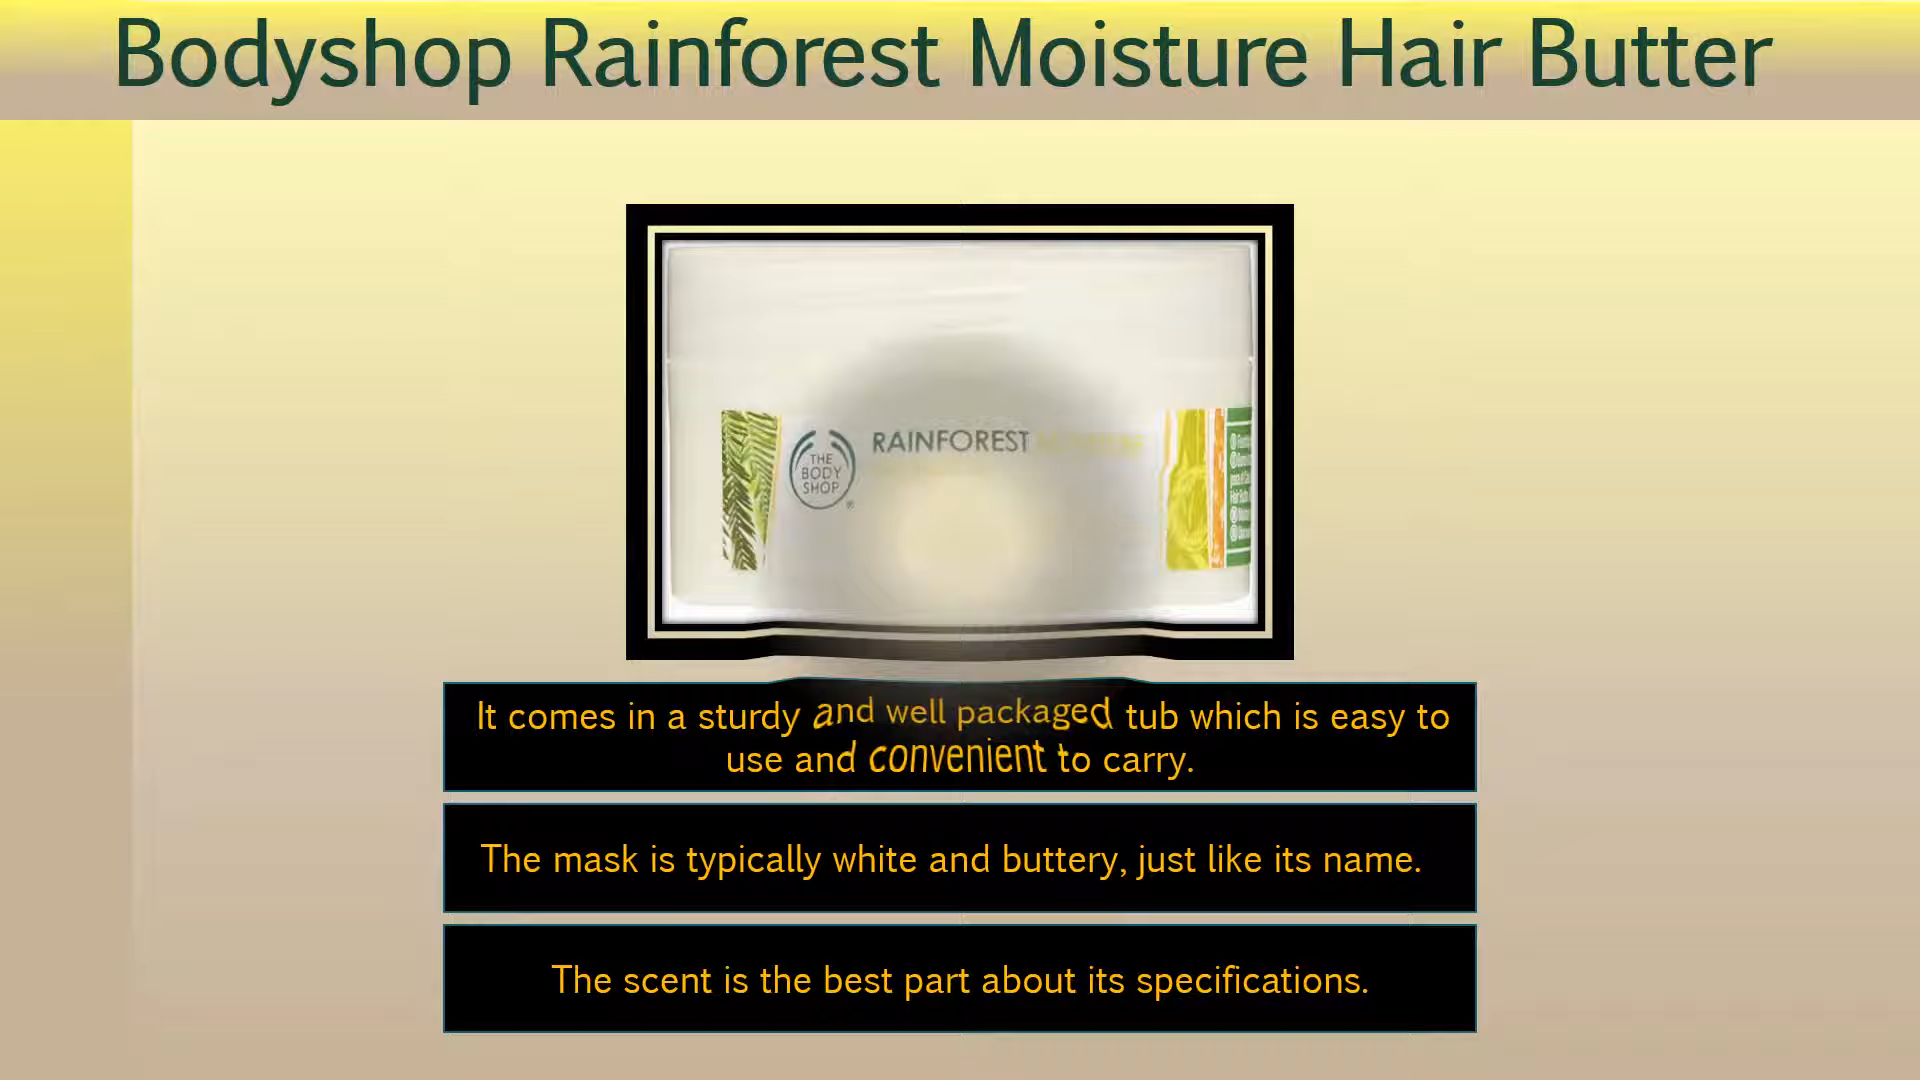 Bodyshop Rainforest Moisture Hair Butter
RAINFOREST
THE
BODY
SHOP
®
It comes in a sturdy and well packaged tub which is easy to
use and convenient to carry.
The mask is typically white and buttery, just like its name.
The scent is the best part about its specifications.